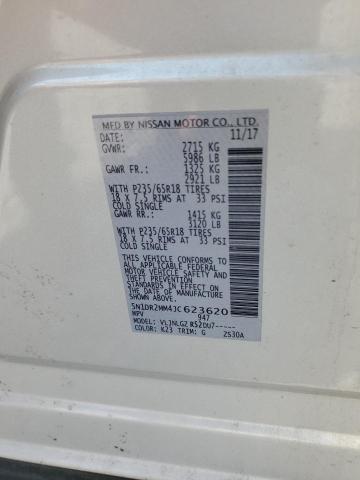 MFD BY NISSAN MOTOR CO., LTD.
DATE: 11/17
GVWR: 2715 KG
5986 LB
GAWR FR.: 1325 KG
2921 LB
WITH P235/65R18 TIRES
18 X 7.5 RIMS AT 33 PSI
COLD SINGLE
GAWR RR.: 1415 KG
3120 LB
WITH P235/65R18 TIRES
18 X 7.5 RIMS AT 33 PSI
COLD SINGLE
THIS VEHICLE CONFORMS TO
ALL APPLICABLE FEDERAL
MOTOR VEHICLE SAFETY
THEFT PREVENTION
AND BUMPER STANDARDS IN
EFFECT ON THE DATE OF
MANUFACTURE SHOWN ABOVE
5N1DR2MM4JC623620
MPV 947
MODEL: VLJNLGZ R52DU7-----
COLOR: K23 TRIM: G ZS30A